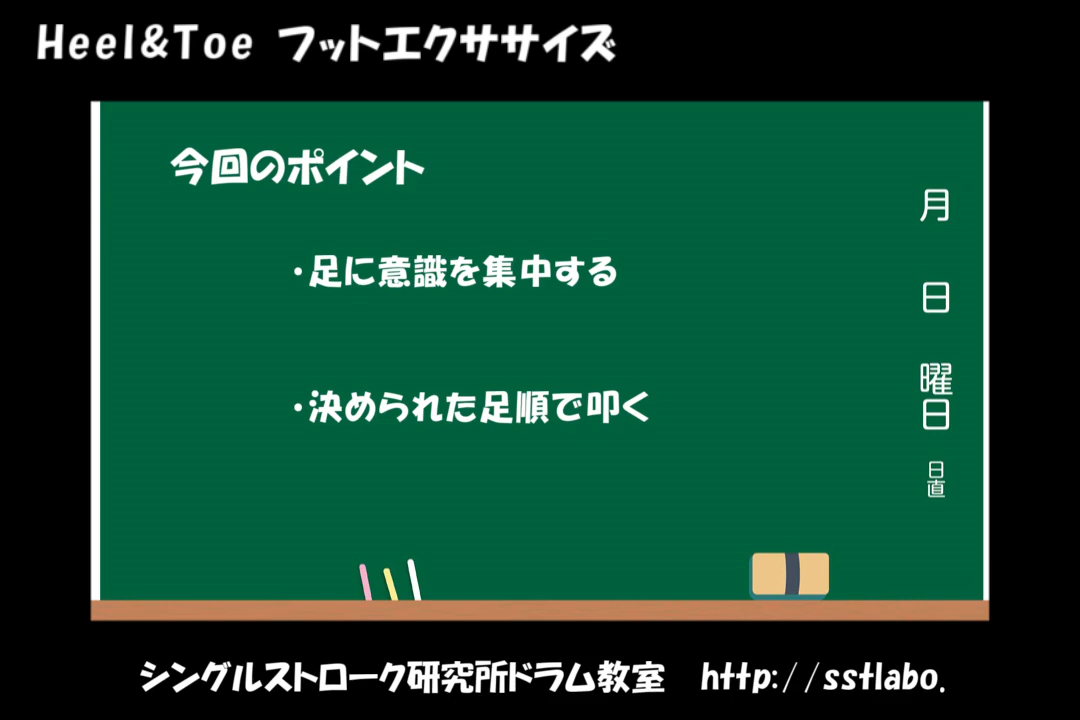 Heel&Toe フットエクササイズ
今回のポイント
・足に意識を集中する
・決められた足順で叩く
月
日
曜
日
日直
シングルストローク研究所ドラム教室 http://sstlabo.